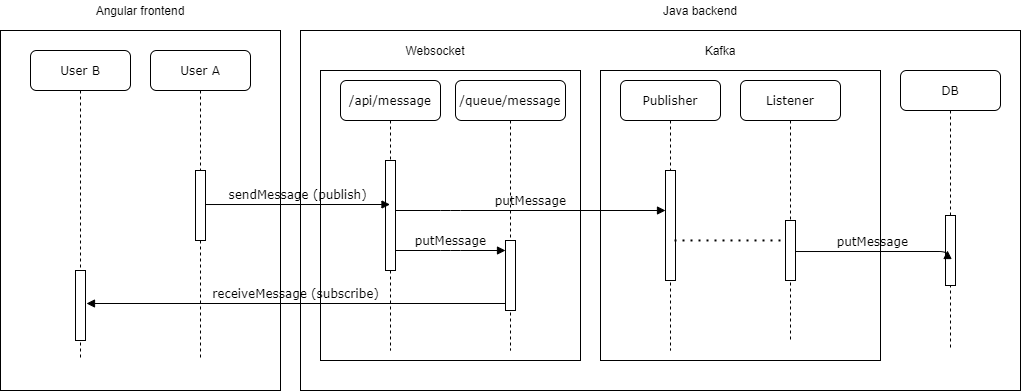 Angular frontend
Java backend
Websocket
Kafka
User B
User A
/api/message
/queue/message
Publisher
Listener
DB
sendMessage (publish)
putMessage
putMessage
putMessage
receiveMessage (subscribe)